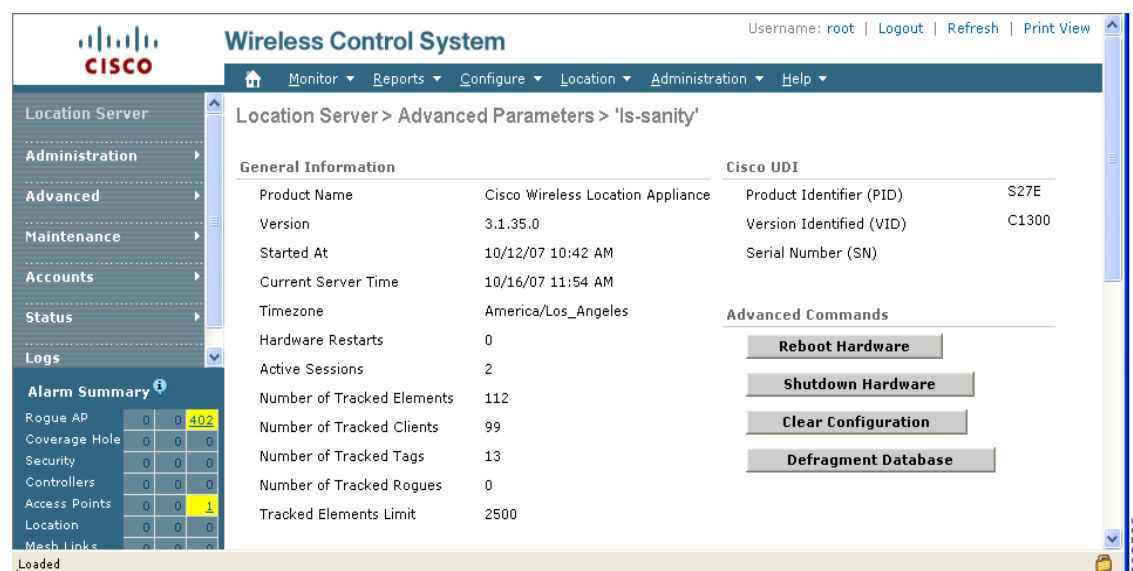 CISCO
Wireless Control System
Username: root | Logout | Refresh | Print View
Monitor Reports Configure Location Administration Help
Location Server
Administration
Advanced
Maintenance
Accounts
Status
Logs
Alarm Summary
Rogue AP 0 0 402
Coverage Hole 0 0 0
Security 0 0 0
Controllers 0 0 0
Access Points 0 0 1
Location 0 0 0
Mesh Links 0 0 0
Location Server > Advanced Parameters > 'ls-sanity'
General Information
Product Name Cisco Wireless Location Appliance
Version 3.1.35.0
Started At 10/12/07 10:42 AM
Current Server Time 10/16/07 11:54 AM
Timezone America/Los_Angeles
Hardware Restarts 0
Active Sessions 2
Number of Tracked Elements 112
Number of Tracked Clients 99
Number of Tracked Tags 13
Number of Tracked Rogues 0
Tracked Elements Limit 2500
Cisco UDI
Product Identifier (PID) S27E
Version Identified (VID) C1300
Serial Number (SN)
Advanced Commands
Reboot Hardware
Shutdown Hardware
Clear Configuration
Defragment Database
Loaded